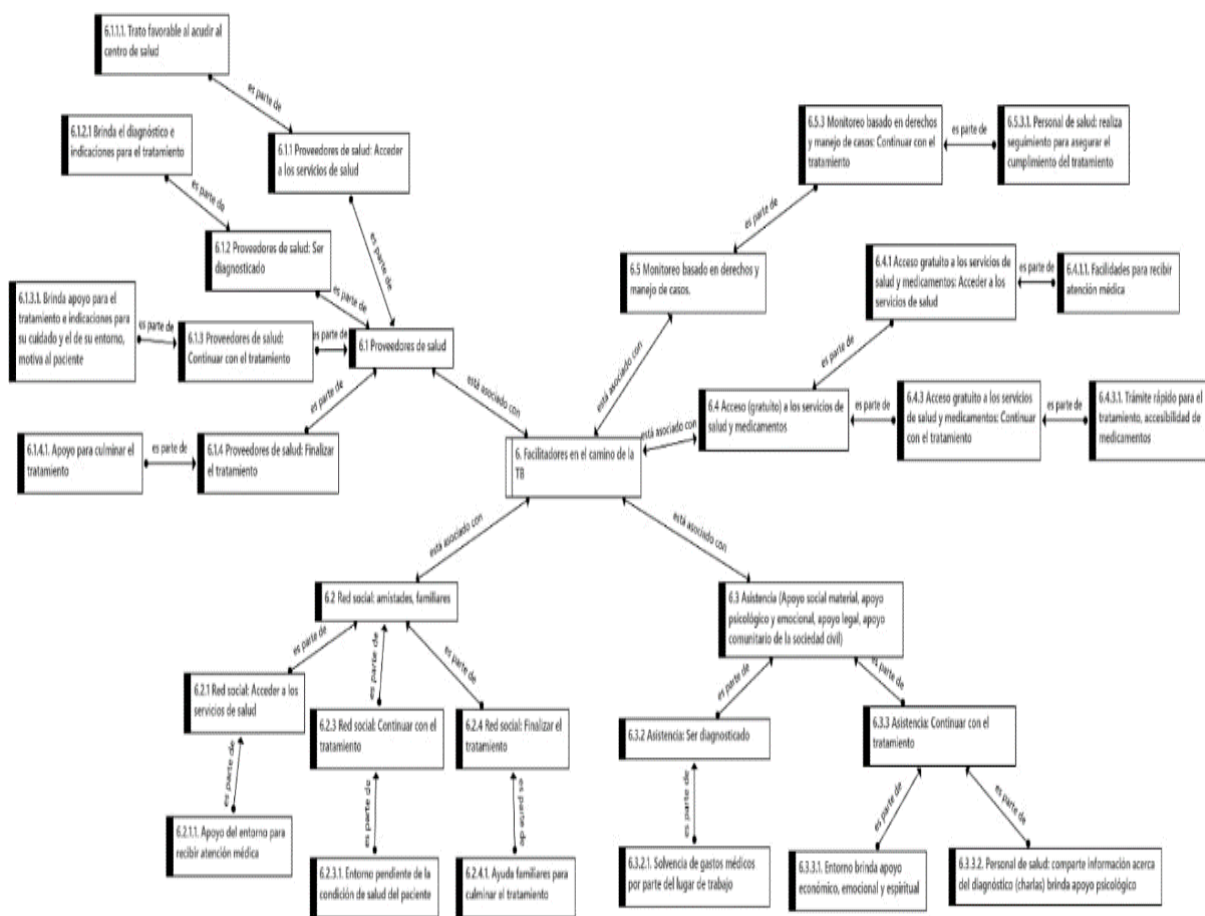 6.1.1.1. Trato favorable al acudir al
centro de salud
es parte de
6.1.2.1 Brinda el diagnóstico e
indicaciones para el tratamiento
6.1.1 Proveedores de salud: Acceder
a los servicios de salud
es parte de
es parte de
6.1.2 Proveedores de salud: Ser
diagnosticado
es parte de
6.1.3.1. Brinda apoyo para el
tratamiento e indicaciones para
su cuidado y el de su entorno,
motiva al paciente
es parte de
6.1.3 Proveedores de salud:
Continuar con el tratamiento
es parte de
6.1 Proveedores de salud
es parte de
6.1.4.1. Apoyo para culminar el
tratamiento
es parte de
6.1.4 Proveedores de salud: Finalizar
el tratamiento
está asociado con
6.5.3 Monitoreo basado en derechos
y manejo de casos: Continuar con el
tratamiento
es parte de
6.5.3.1. Personal de salud: realiza
seguimiento para asegurar el
cumplimiento del tratamiento
es parte de
6.5 Monitoreo basado en derechos y
manejo de casos.
está asociado con
6.4.1 Acceso gratuito a los servicios de
salud y medicamentos: Acceder a los
servicios de salud
es parte de
6.4.1.1. Facilidades para recibir
atención médica
es parte de
6.4 Acceso (gratuito) a los servicios de
salud y medicamentos
es parte de
6.4.3 Acceso gratuito a los servicios
de salud y medicamentos: Continuar
con el tratamiento
es parte de
6.4.3.1. Trámite rápido para el
tratamiento, accesibilidad de
medicamentos
está asociado con
6. Facilitadores en el camino de la
TB
está asociado con
está asociado con
6.2 Red social: amistades, familiares
es parte de
es parte de
es parte de
6.2.1 Red social: Acceder a los
servicios de salud
6.2.3 Red social: Continuar con el
tratamiento
6.2.4 Red social: Finalizar el
tratamiento
es parte de
es parte de
es parte de
6.2.1.1. Apoyo del entorno para
recibir atención médica
6.2.3.1. Entorno pendiente de la
condición de salud del paciente
6.2.4.1. Ayuda familiares para
culminar el tratamiento
6.3 Asistencia (Apoyo social material, apoyo
psicológico y emocional, apoyo legal, apoyo
comunitario de la sociedad civil)
es parte de
es parte de
6.3.2 Asistencia: Ser diagnosticado
6.3.3 Asistencia: Continuar con el
tratamiento
es parte de
es parte de
es parte de
6.3.2.1. Solvencia de gastos médicos
por parte del lugar de trabajo
6.3.3.1. Entorno brinda apoyo
económico, emocional y espiritual
6.3.3.2. Personal de salud: comparte información acerca
del diagnóstico (charlas) brinda apoyo psicológico